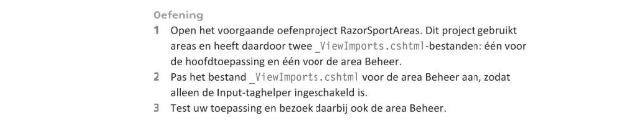 Oefening
1 Open het voorgaande oefenproject RazorSportAreas. Dit project gebruikt
areas en heeft daardoor twee _ViewImports.cshtml-bestanden: één voor
de hoofdtoepassing en één voor de area Beheer.
2 Pas het bestand _ViewImports.cshtml voor de area Beheer aan, zodat
alleen de Input-taghelper ingeschakeld is.
3 Test uw toepassing en bezoek daarbij ook de area Beheer.